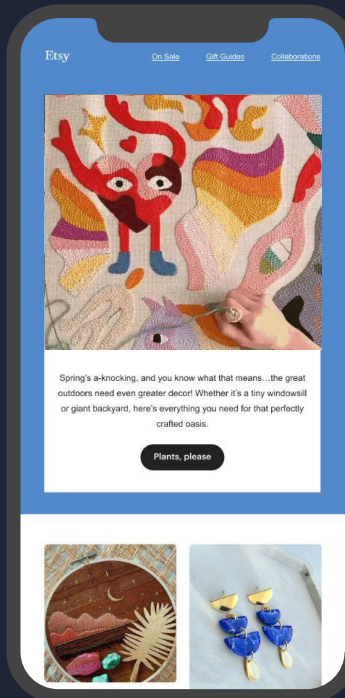 Etsy
On Sale
Gift Guides
Collaborations
Spring's a-knocking, and you know what that means…the great
outdoors need even greater decor! Whether it's a tiny windowsill
or giant backyard, here's everything you need for that perfectly
crafted oasis.
Plants, please